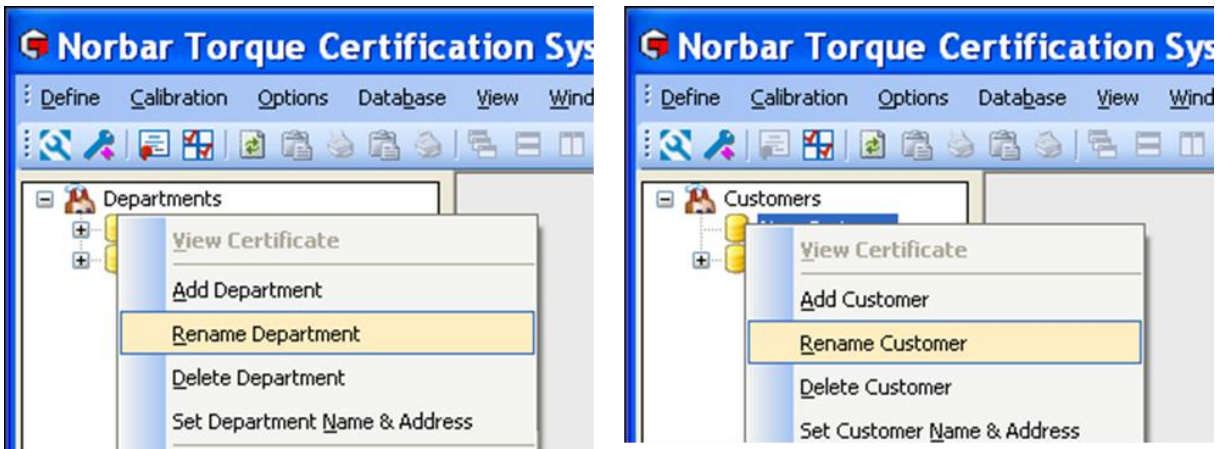 Norbar Torque Certification Sys
Define Calibration Options Database View Wind
Departments
View Certificate
Add Department
Rename Department
Delete Department
Set Department Name & Address
Norbar Torque Certification Sys
Define Calibration Options Database View Wind
Customers
View Certificate
Add Customer
Rename Customer
Delete Customer
Set Customer Name & Address